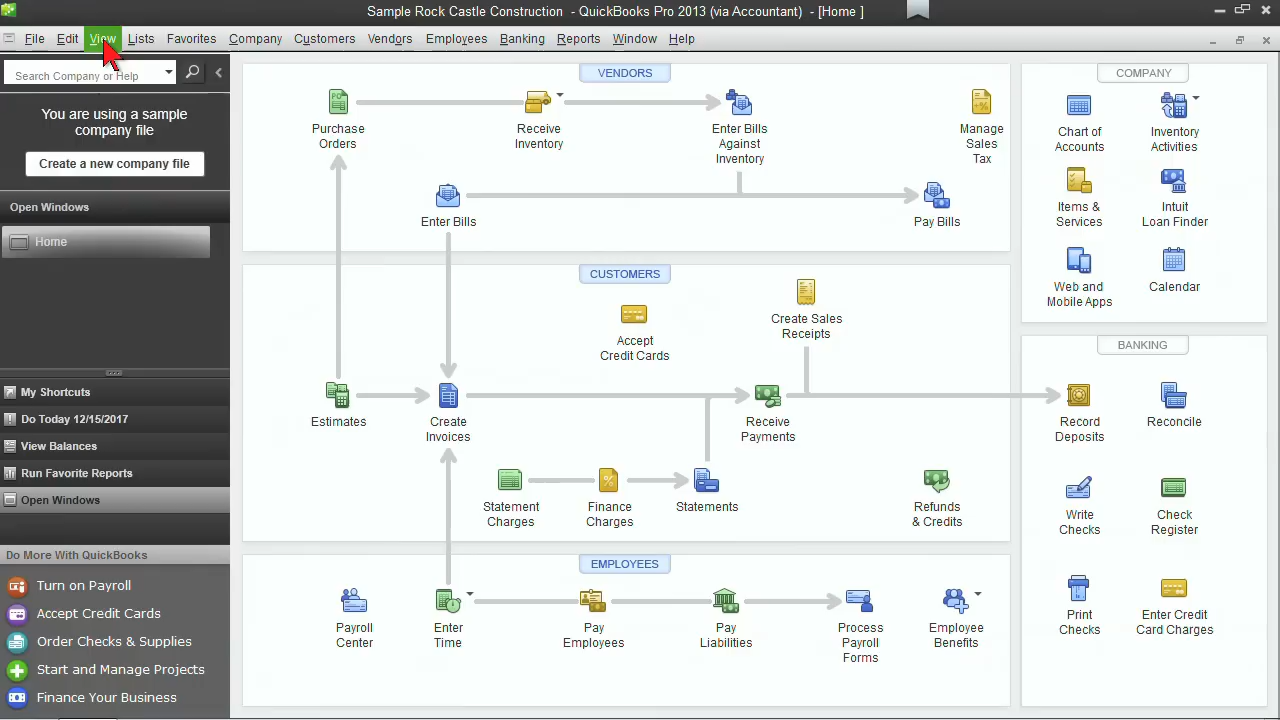 Sample Rock Castle Construction - QuickBooks Pro 2013 (via Accountant) - [Home ]
File Edit View Lists Favorites Company Customers Vendors Employees Banking Reports Window Help
Search Company or Help
You are using a sample
company file
Create a new company file
Open Windows
Home
My Shortcuts
Do Today 12/15/2017
View Balances
Run Favorite Reports
Open Windows
Do More With QuickBooks
Turn on Payroll
Accept Credit Cards
Order Checks & Supplies
Start and Manage Projects
Finance Your Business
VENDORS
Purchase
Orders
Receive
Inventory
Enter Bills
Against
Inventory
Manage
Sales
Tax
Enter Bills
Pay Bills
CUSTOMERS
Accept
Credit Cards
Create Sales
Receipts
Estimates
Create
Invoices
Receive
Payments
Statement
Charges
Finance
Charges
Statements
Refunds
& Credits
EMPLOYEES
Payroll
Center
Enter
Time
Pay
Employees
Pay
Liabilities
Process
Payroll
Forms
Employee
Benefits
COMPANY
Chart of
Accounts
Inventory
Activities
Items &
Services
Intuit
Loan Finder
Web and
Mobile Apps
Calendar
BANKING
Record
Deposits
Reconcile
Write
Checks
Check
Register
Print
Checks
Enter Credit
Card Charges